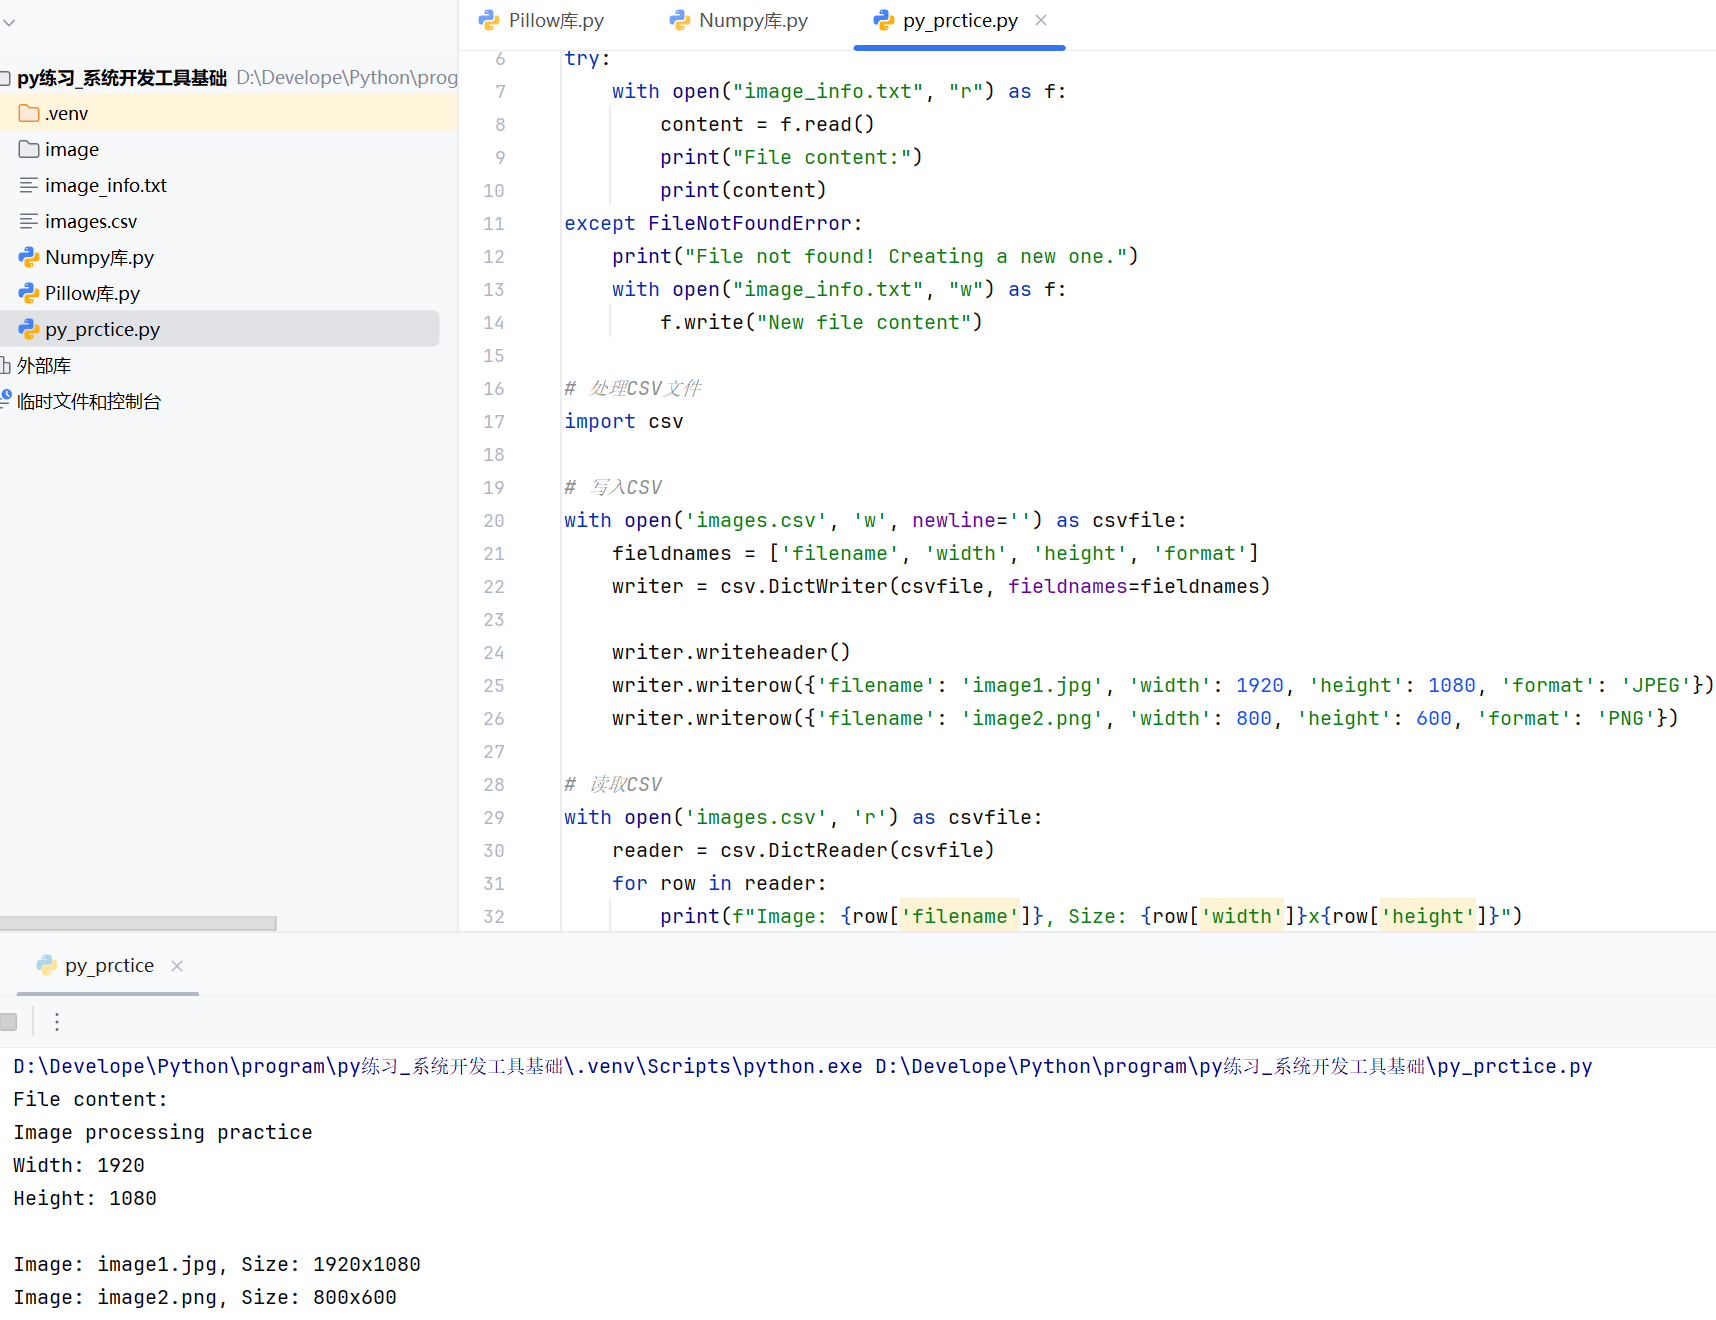 Pillow库.py
Numpy库.py
py_prctice.py
py练习_系统开发工具基础 D:\Develope\Python\prog
.venv
image
image_info.txt
images.csv
Numpy库.py
Pillow库.py
py_prctice.py
外部库
临时文件和控制台
6 try:
7 with open("image_info.txt", "r") as f:
8 content = f.read()
9 print("File content:")
10 print(content)
11 except FileNotFoundError:
12 print("File not found! Creating a new one.")
13 with open("image_info.txt", "w") as f:
14 f.write("New file content")
15
16 # 处理CSV文件
17 import csv
18
19 # 写入CSV
20 with open('images.csv', 'w', newline='') as csvfile:
21 fieldnames = ['filename', 'width', 'height', 'format']
22 writer = csv.DictWriter(csvfile, fieldnames=fieldnames)
23
24 writer.writeheader()
25 writer.writerow({'filename': 'image1.jpg', 'width': 1920, 'height': 1080, 'format': 'JPEG'})
26 writer.writerow({'filename': 'image2.png', 'width': 800, 'height': 600, 'format': 'PNG'})
27
28 # 读取CSV
29 with open('images.csv', 'r') as csvfile:
30 reader = csv.DictReader(csvfile)
31 for row in reader:
32 print(f"Image: {row['filename']}, Size: {row['width']}x{row['height']}")
py_prctice
D:\Develope\Python\program\py练习_系统开发工具基础\.venv\Scripts\python.exe D:\Develope\Python\program\py练习_系统开发工具基础\py_prctice.py
File content:
Image processing practice
Width: 1920
Height: 1080
Image: image1.jpg, Size: 1920x1080
Image: image2.png, Size: 800x600